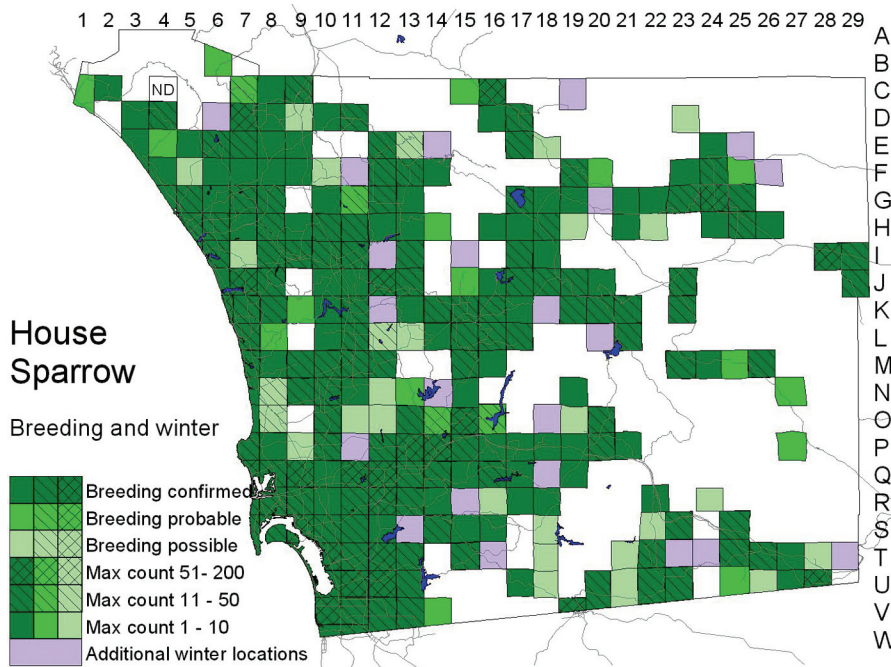 1 2 3 4 5 6 7 8 9 10 11 12 13 14 15 16 17 18 19 20 21 22 23 24 25 26 27 28 29
A
B
C
ND
D
E
F
G
H
I
J
K
L
M
N
O
P
Q
R
S
T
U
V
W
House
Sparrow
Breeding and winter
Breeding confirmed
Breeding probable
Breeding possible
Max count 51- 200
Max count 11 - 50
Max count 1 - 10
Additional winter locations